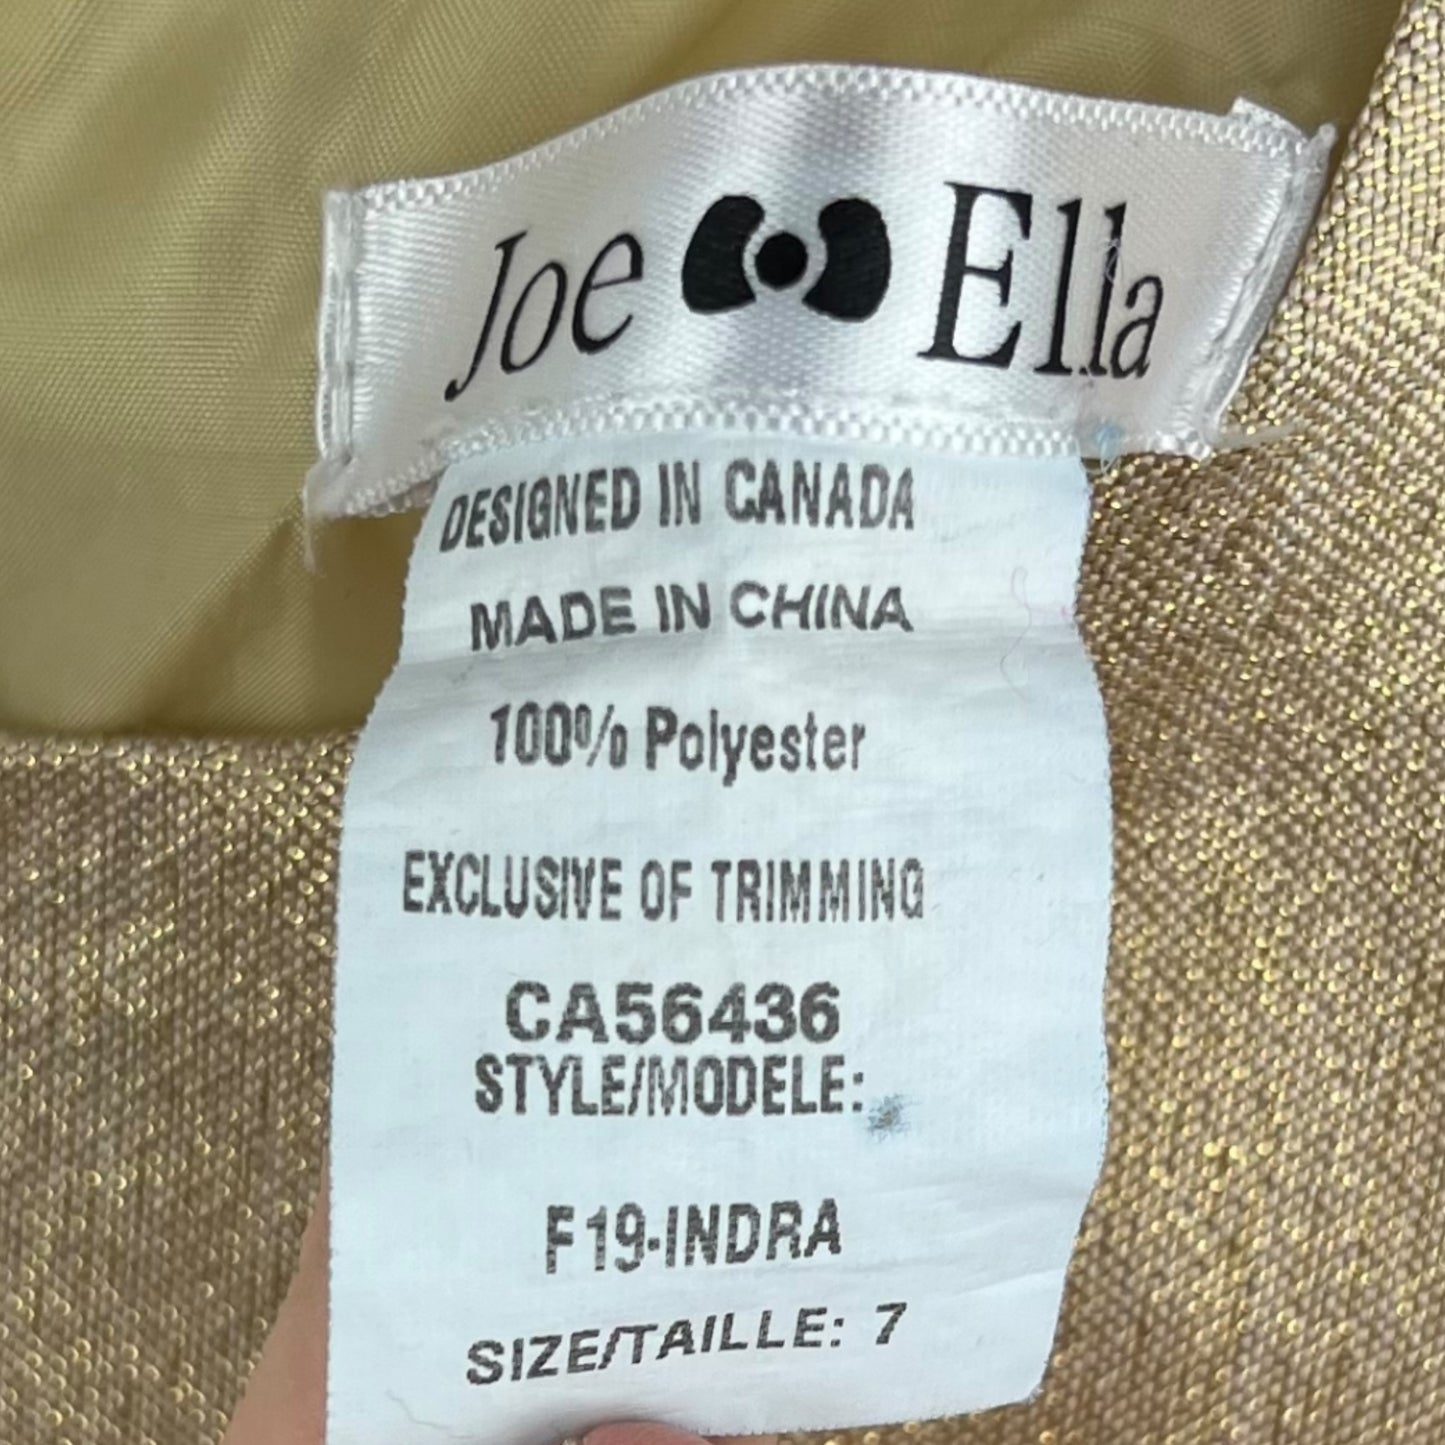 Joe Ella
DESIGNED IN CANADA
MADE IN CHINA
100% Polyester
EXCLUSIVE OF TRIMMING
CA56436
STYLE/MODELE:
F19-INDRA
SIZE/TAILLE: 7